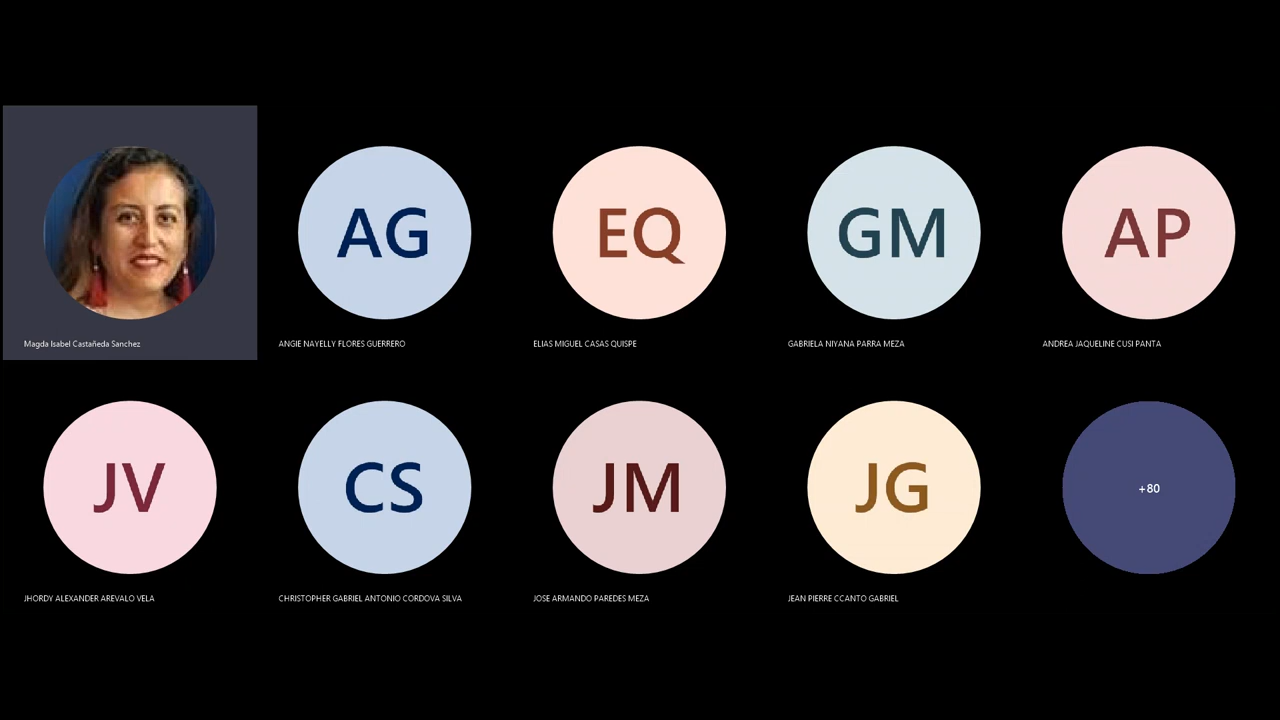 AG
EQ
GM
AP
Magda Isabel Castañeda Sanchez
ANGIE NAYELLY FLORES GUERRERO
ELIAS MIGUEL CASAS QUISPE
GABRIELA NIYANA PARRA MEZA
ANDREA JAQUELINE CUSI PANTA
JV
CS
JM
JG
+80
JHORDY ALEXANDER AREVALO VELA
CHRISTOPHER GABRIEL ANTONIO CORDOVA SILVA
JOSE ARMANDO PAREDES MEZA
JEAN PIERRE CCANTO GABRIEL